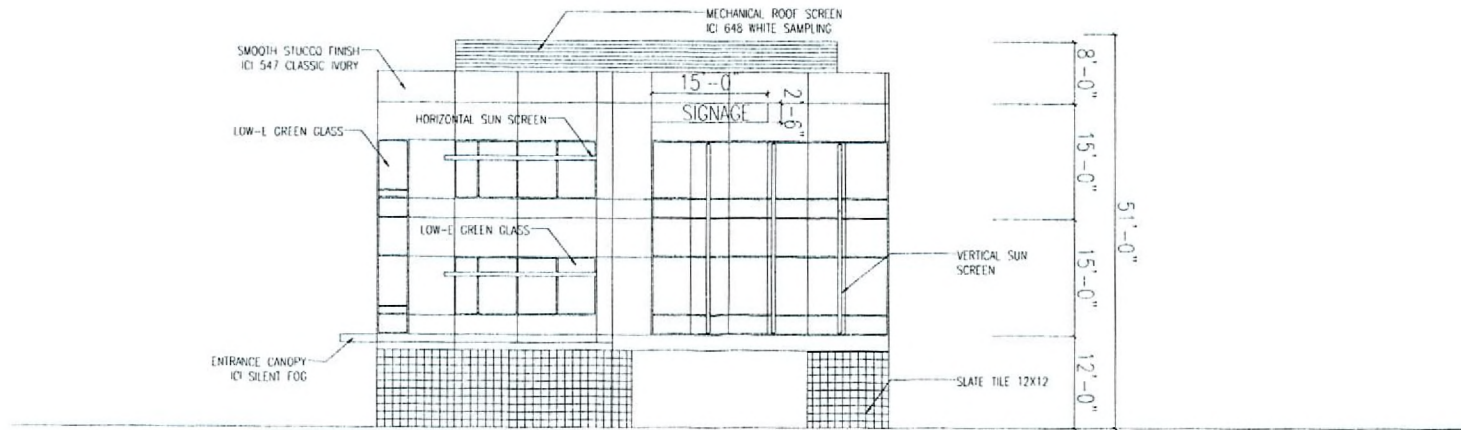 MECHANICAL ROOF SCREEN
ICI 648 WHITE SAMPLING
SMOOTH STUCCO FINISH
ICI 547 CLASSIC IVORY
8'-0"
15'-0"
2'-6"
SIGNAGE
HORIZONTAL SUN SCREEN
LOW-E GREEN GLASS
15'-0"
51'-0"
LOW-E GREEN GLASS
VERTICAL SUN
SCREEN
15'-0"
ENTRANCE CANOPY
ICI SILENT FOG
SLATE TILE 12X12
12'-0"